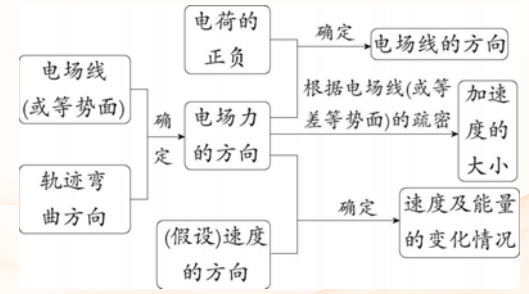 电荷的
正负
确定
电场线的方向
电场线
(或等势面)
轨迹弯
曲方向
确
定
电场力
的方向
根据电场线(或等
差等势面)的疏密
加速
度的
大小
(假设)速度
的方向
确定
速度及能量
的变化情况